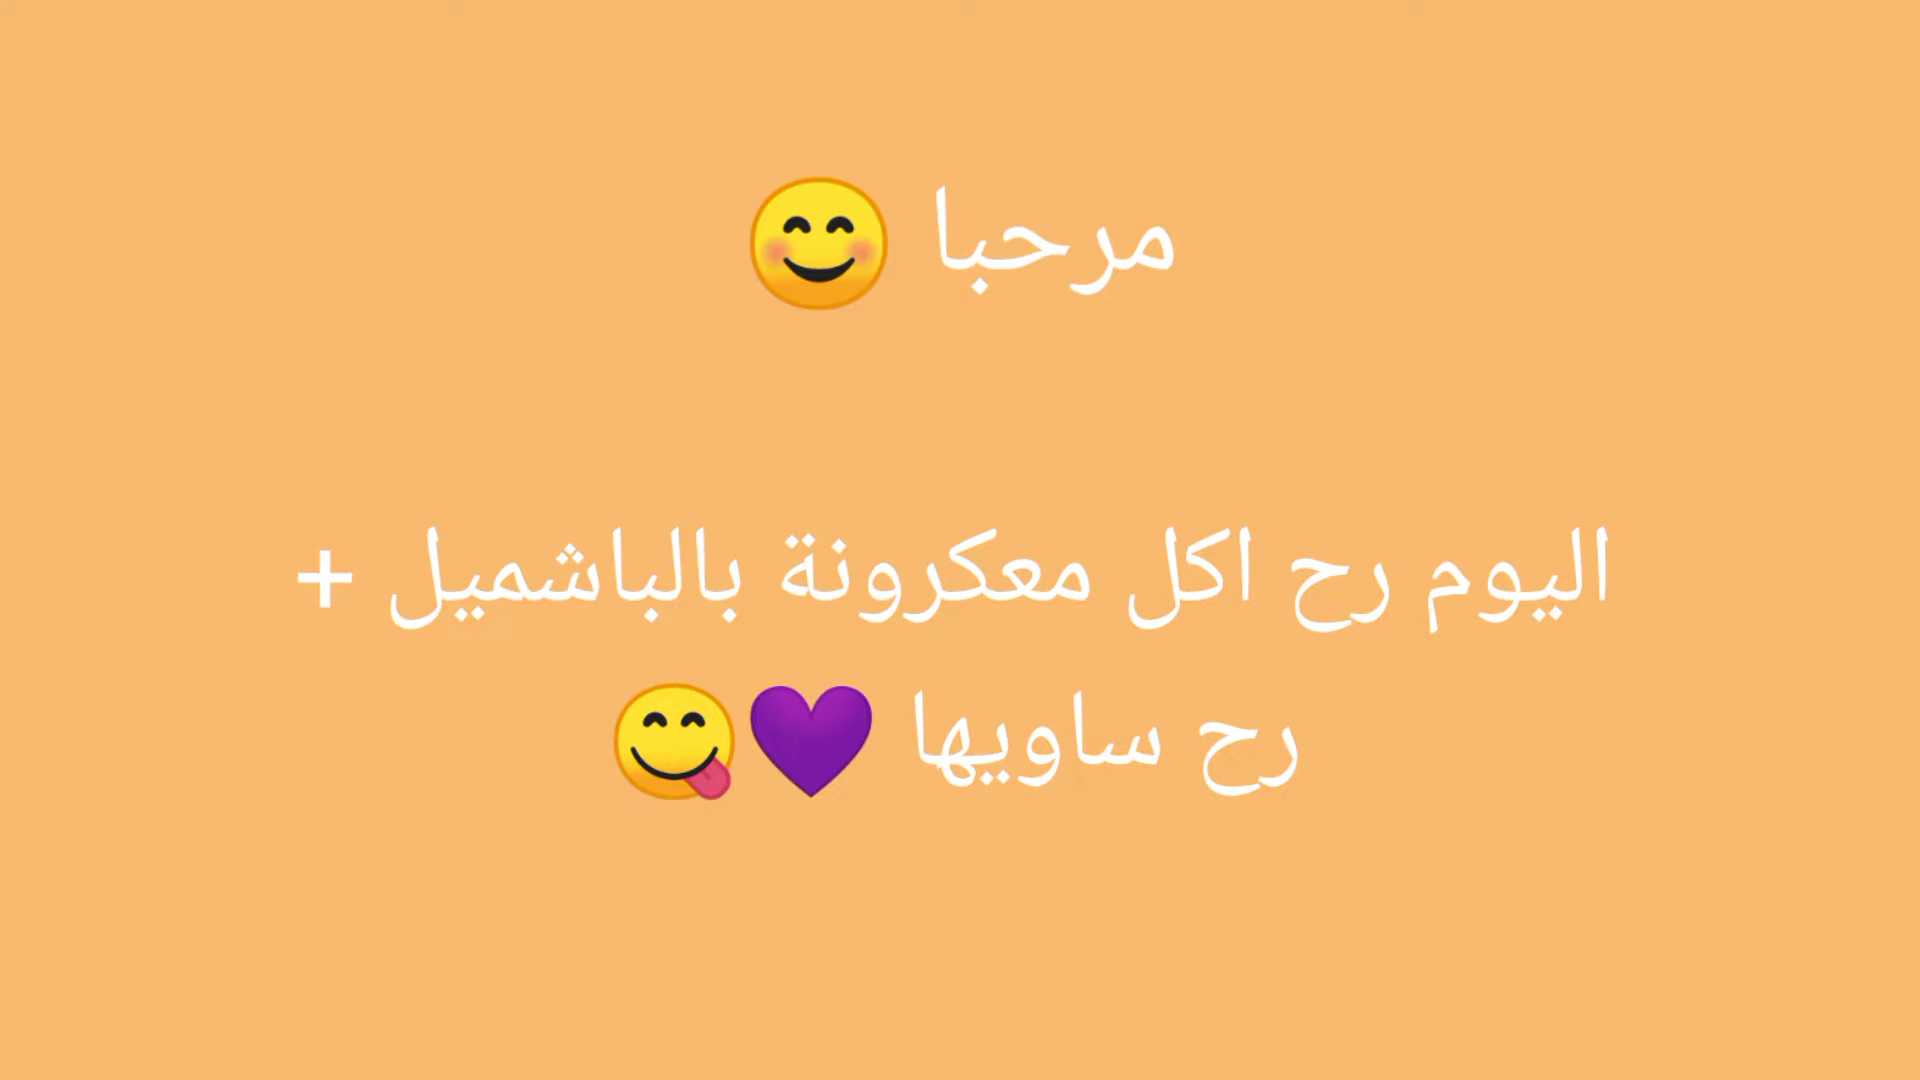 مرحبا 😊
اليوم رح اكل معكرونة بالباشميل +
رح ساويها 💜😋